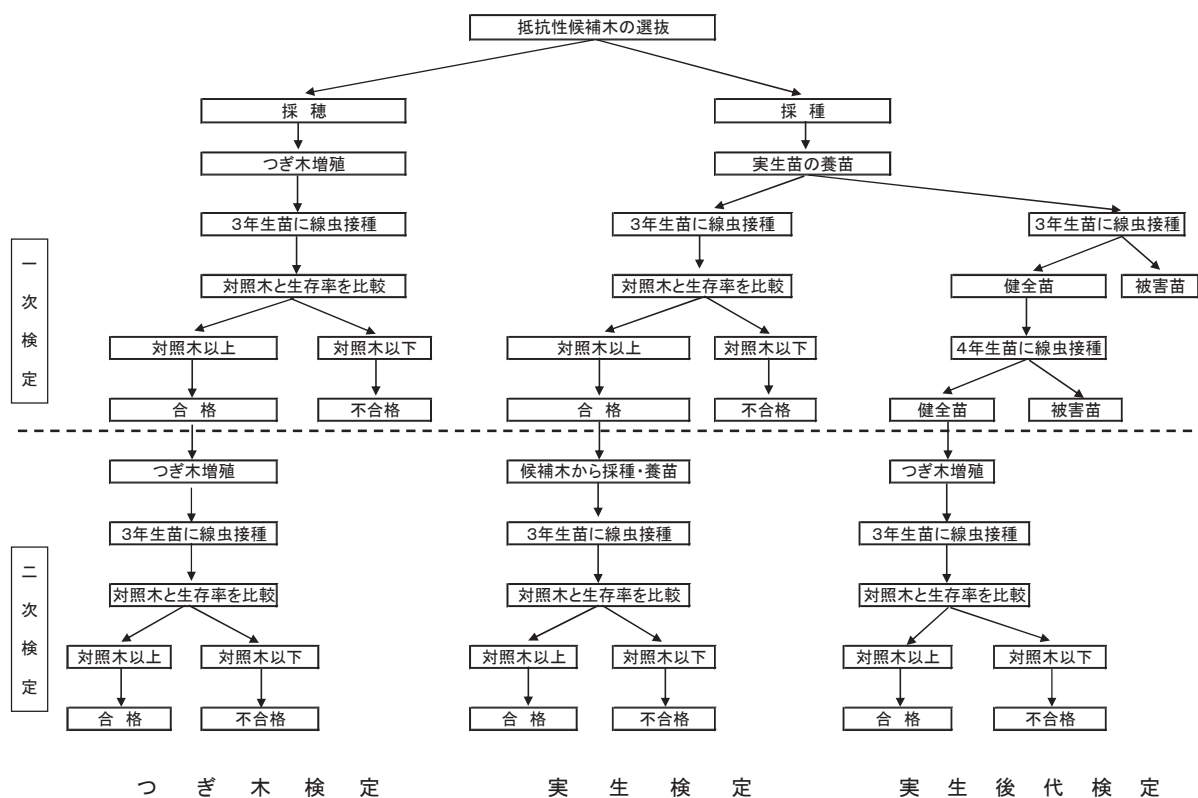 抵抗性候補木の選抜
採 穂
採 種
つぎ木増殖
実生苗の養苗
3年生苗に線虫接種
3年生苗に線虫接種
3年生苗に線虫接種
一次検定
対照木と生存率を比較
対照木と生存率を比較
健全苗
被害苗
対照木以上
対照木以下
対照木以上
対照木以下
4年生苗に線虫接種
合 格
不合格
合 格
不合格
健全苗
被害苗
つぎ木増殖
候補木から採種・養苗
つぎ木増殖
3年生苗に線虫接種
3年生苗に線虫接種
3年生苗に線虫接種
二次検定
対照木と生存率を比較
対照木と生存率を比較
対照木と生存率を比較
対照木以上
対照木以下
対照木以上
対照木以下
対照木以上
対照木以下
合 格
不合格
合 格
不合格
合 格
不合格
つ ぎ 木 検 定
実 生 検 定
実 生 後 代 検 定